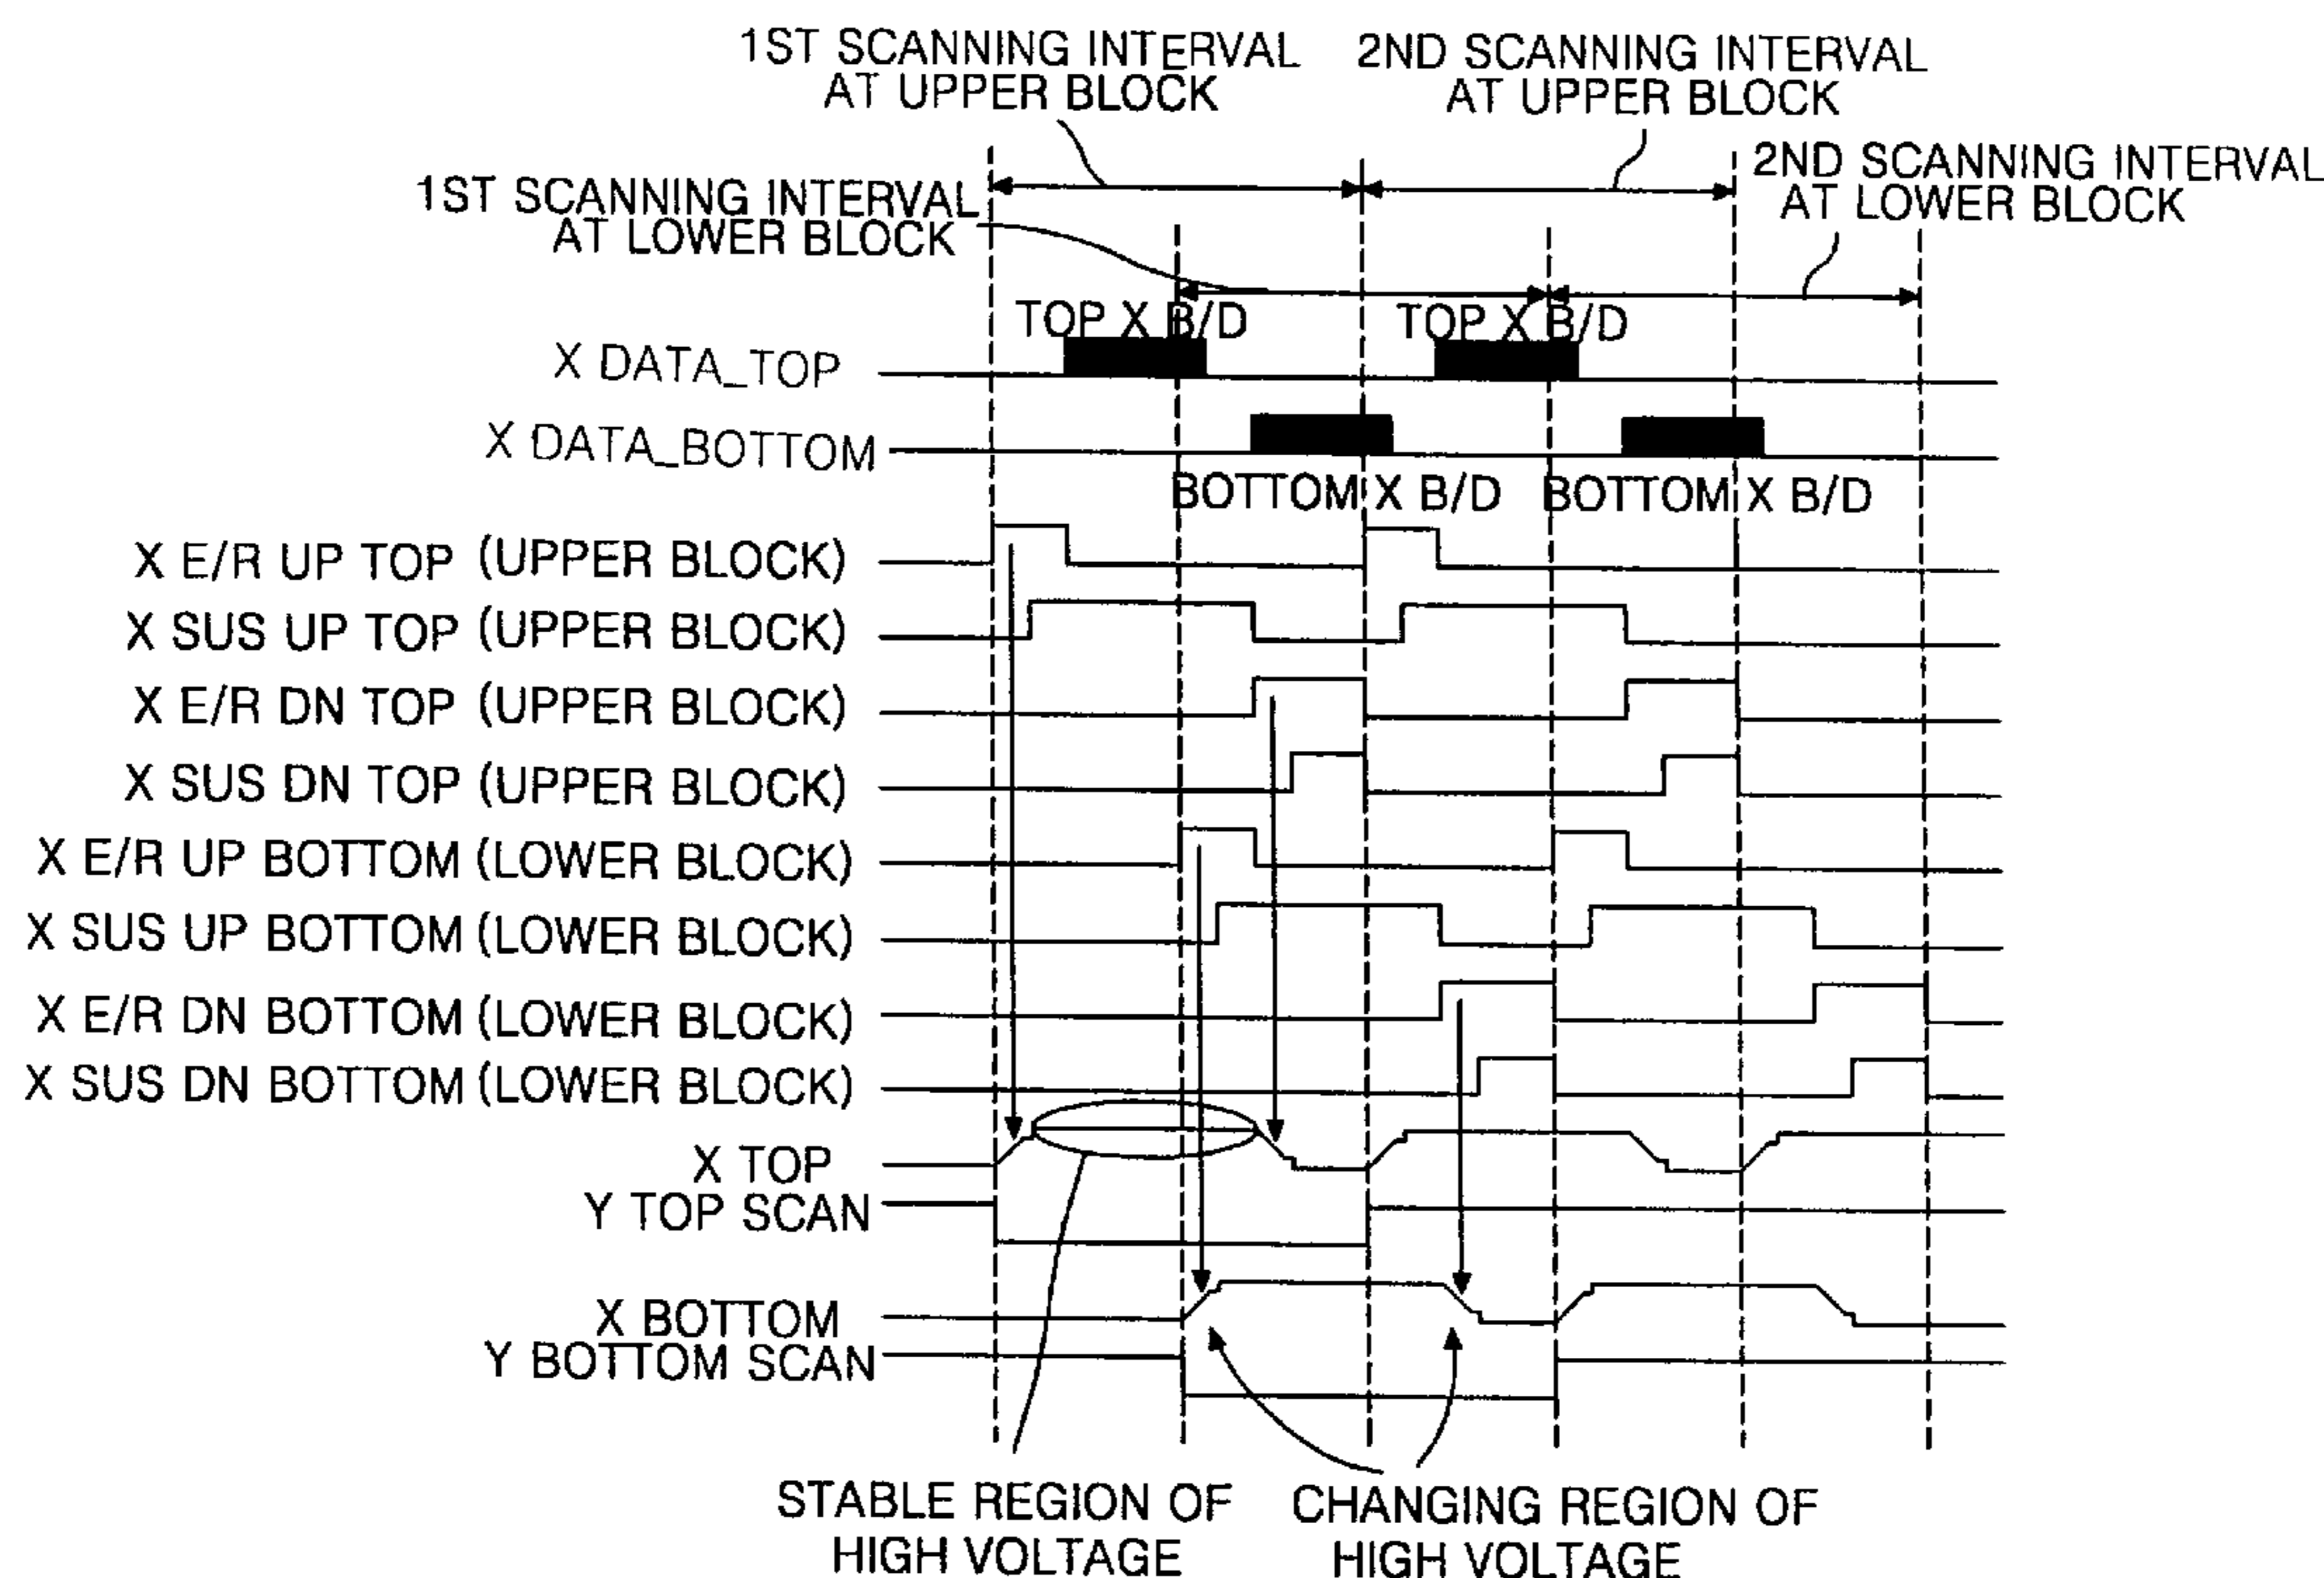 1ST SCANNING INTERVAL
AT UPPER BLOCK
2ND SCANNING INTERVAL
AT UPPER BLOCK
1ST SCANNING INTERVAL
AT LOWER BLOCK
2ND SCANNING INTERVAL
AT LOWER BLOCK
TOP X B/D
TOP X B/D
X DATA_TOP
X DATA_BOTTOM
BOTTOM X B/D
BOTTOM X B/D
X E/R UP TOP (UPPER BLOCK)
X SUS UP TOP (UPPER BLOCK)
X E/R DN TOP (UPPER BLOCK)
X SUS DN TOP (UPPER BLOCK)
X E/R UP BOTTOM (LOWER BLOCK)
X SUS UP BOTTOM (LOWER BLOCK)
X E/R DN BOTTOM (LOWER BLOCK)
X SUS DN BOTTOM (LOWER BLOCK)
X TOP
Y TOP SCAN
X BOTTOM
Y BOTTOM SCAN
STABLE REGION OF
HIGH VOLTAGE
CHANGING REGION OF
HIGH VOLTAGE